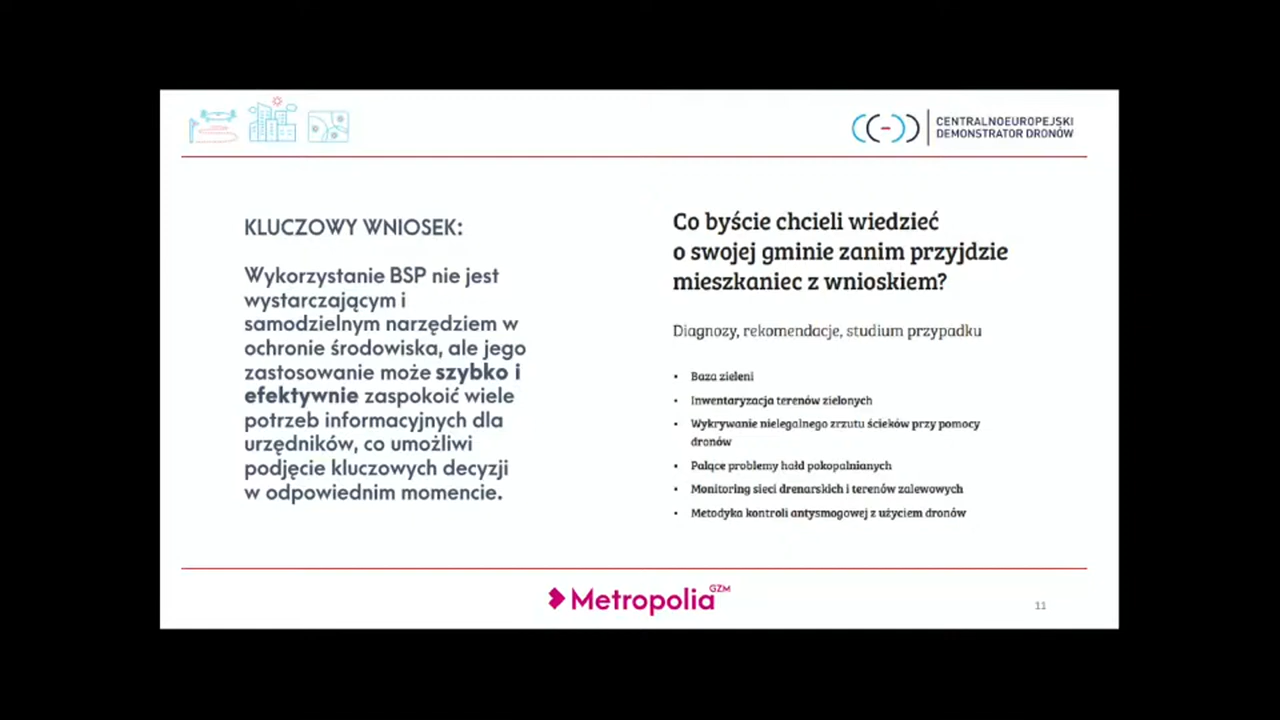 CENTRALNOEUROPEJSKI
DEMONSTRATOR DRONÓW
KLUCZOWY WNIOSEK:
Wykorzystanie BSP nie jest
wystarczającym i
samodzielnym narzędziem w
ochronie środowiska, ale jego
zastosowanie może szybko i
efektywnie zaspokoić wiele
potrzeb informacyjnych dla
urzędników, co umożliwi
podjęcie kluczowych decyzji
w odpowiednim momencie.
Co byście chcieli wiedzieć
o swojej gminie zanim przyjdzie
mieszkaniec z wnioskiem?
Diagnozy, rekomendacje, studium przypadku
• Baza zieleni
• Inwentaryzacja terenów zielonych
• Wykrywanie nielegalnego zrzutu ścieków przy pomocy
dronów
• Palące problemy hałd pokopalnianych
• Monitoring sieci drenarskich i terenów zalewowych
• Metodyka kontroli antysmogowej z użyciem dronów
Metropolia GZM
11